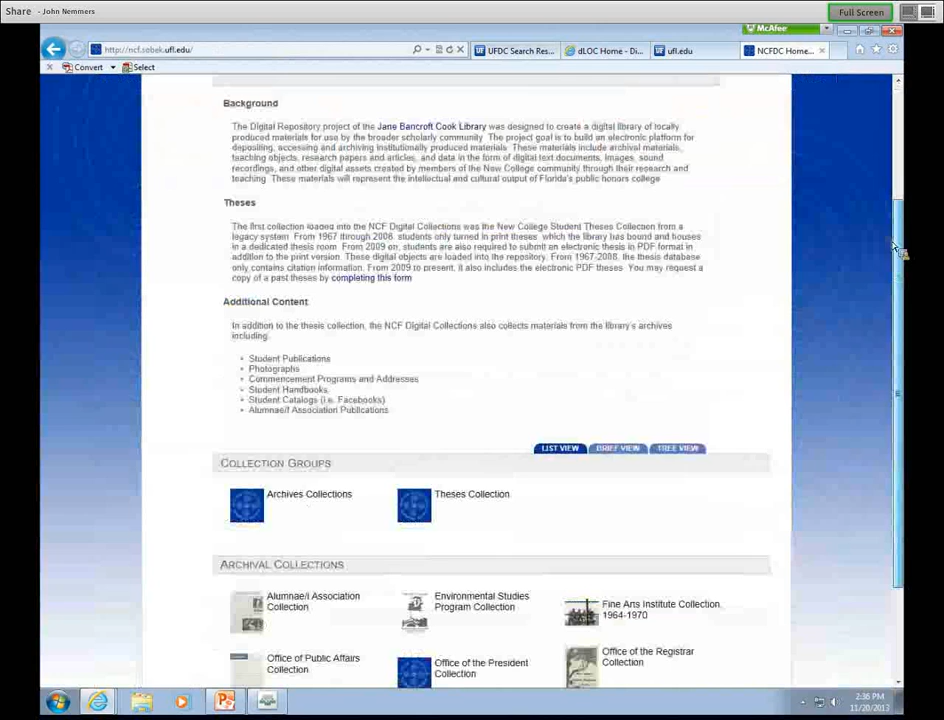 Share - John Nemmers
Full Screen
McAfee
http://ncf.sobek.ufl.edu/
UFDC Search Res...
dLOC Home - Di...
ufl.edu
NCFDC Home...
Convert
Select
Background
The Digital Repository project of the Jane Bancroft Cook Library was designed to create a digital library of locally
produced materials for use by the broader scholarly community. The project goal is to build an electronic platform for
depositing, accessing and archiving institutionally produced materials. These materials include archival materials,
teaching objects, research papers and articles, and data in the form of digital text documents, images, sound
recordings, and other digital assets created by members of the New College community through their research and
teaching. These materials will represent the intellectual and cultural output of Florida's public honors college
Theses
The first collection loaded into the NCF Digital Collections was the New College Student Theses Collection from a
legacy system. From 1967 through 2008, students only turned in print theses, which the library has bound and houses
in a dedicated thesis room. From 2009 on, students are also required to submit an electronic thesis in PDF format in
addition to the print version. These digital objects are loaded into the repository. From 1967-2008, the thesis database
only contains citation information. From 2009 to present, it also includes the electronic PDF theses. You may request a
copy of a past theses by completing this form
Additional Content
In addition to the thesis collection, the NCF Digital Collections also collects materials from the library's archives
including:
• Student Publications
• Photographs
• Commencement Programs and Addresses
• Student Handbooks
• Student Catalogs (i.e. Facebooks)
• Alumnae/i Association Publications
LIST VIEW BRIEF VIEW TREE VIEW
COLLECTION GROUPS
Archives Collections
Theses Collection
ARCHIVAL COLLECTIONS
Alumnae/i Association
Collection
Environmental Studies
Program Collection
Fine Arts Institute Collection
1964-1970
Office of Public Affairs
Collection
Office of the President
Collection
Office of the Registrar
Collection
2:36 PM
11/20/2013